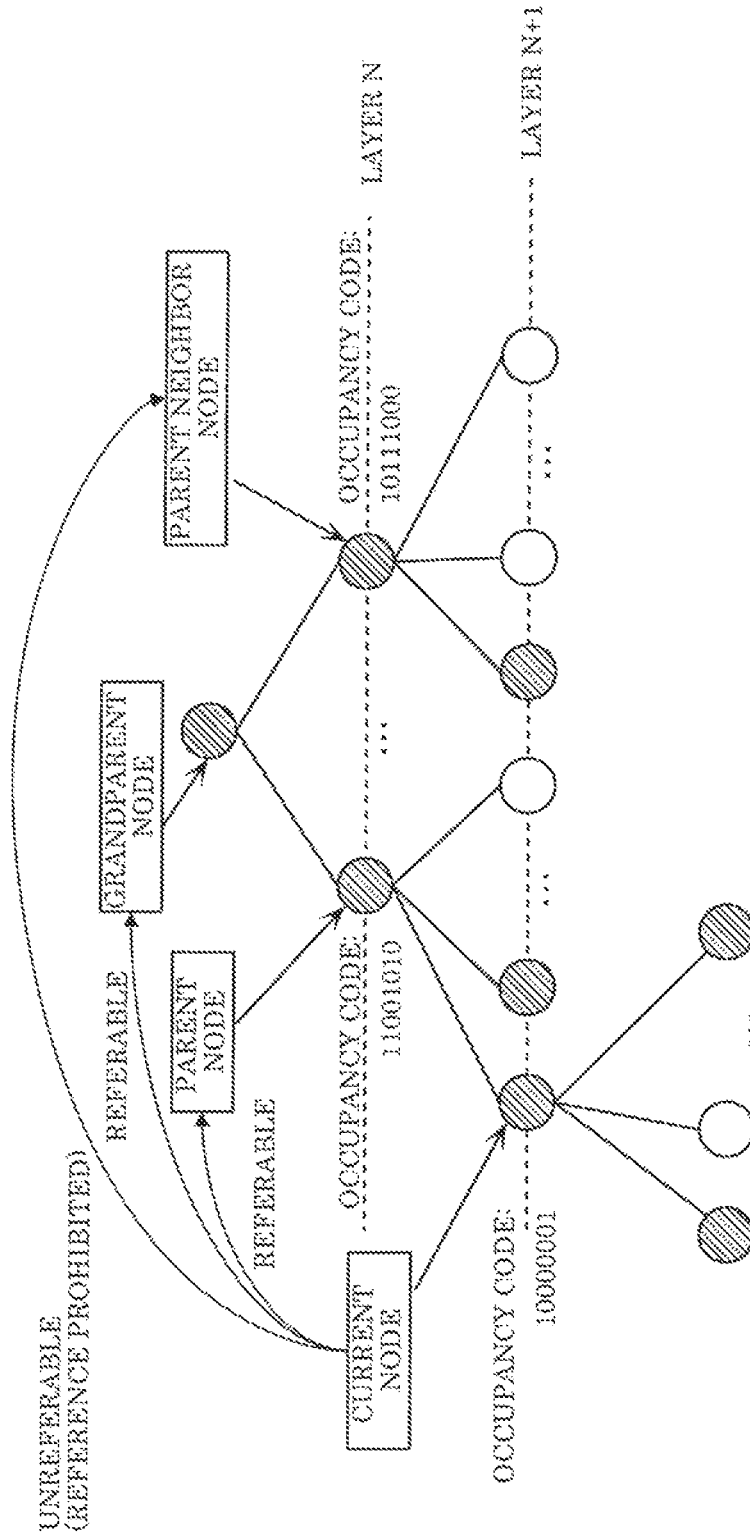 UNREFERABLE
(REFERENCE PROHIBITED)
REFERABLE
GRANDPARENT
NODE
PARENT NEIGHBOR
NODE
PARENT
NODE
REFERABLE
CURRENT
NODE
OCCUPANCY CODE:
11001010
OCCUPANCY CODE:
10111000
LAYER N
OCCUPANCY CODE:
10000001
LAYER N+1